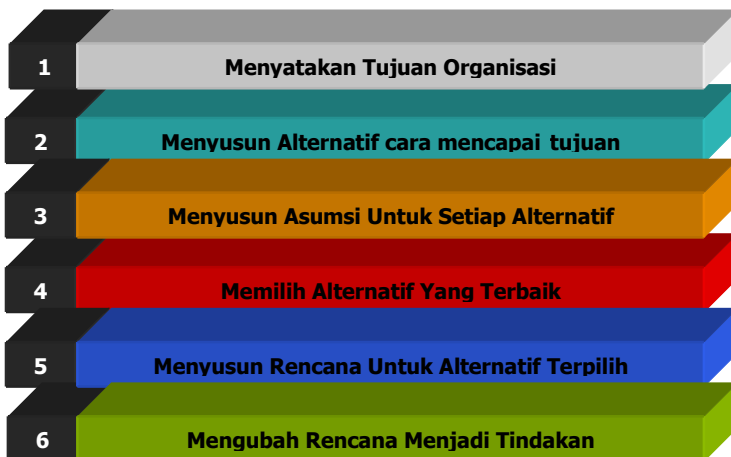 1 Menyatakan Tujuan Organisasi
2 Menyusun Alternatif cara mencapai tujuan
3 Menyusun Asumsi Untuk Setiap Alternatif
4 Memilih Alternatif Yang Terbaik
5 Menyusun Rencana Untuk Alternatif Terpilih
6 Mengubah Rencana Menjadi Tindakan